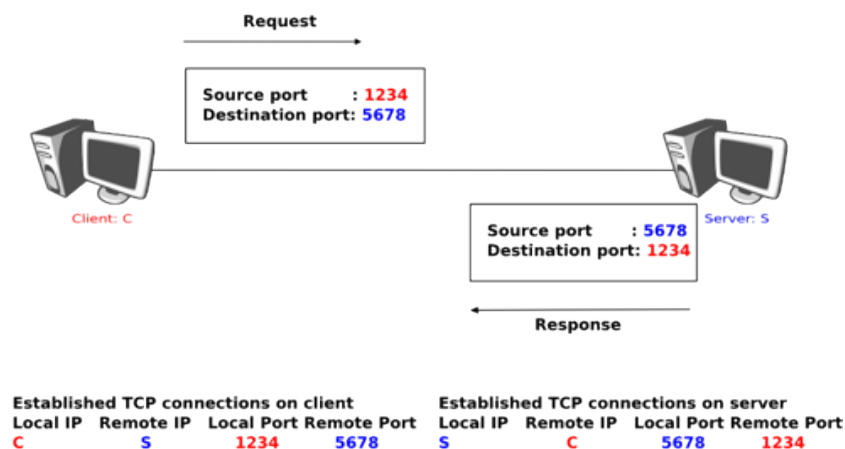 Request
Source port : 1234
Destination port: 5678
Client: C
Server: S
Source port : 5678
Destination port: 1234
Response
Established TCP connections on client
Local IP Remote IP Local Port Remote Port
C S 1234 5678
Established TCP connections on server
Local IP Remote IP Local Port Remote Port
S C 5678 1234